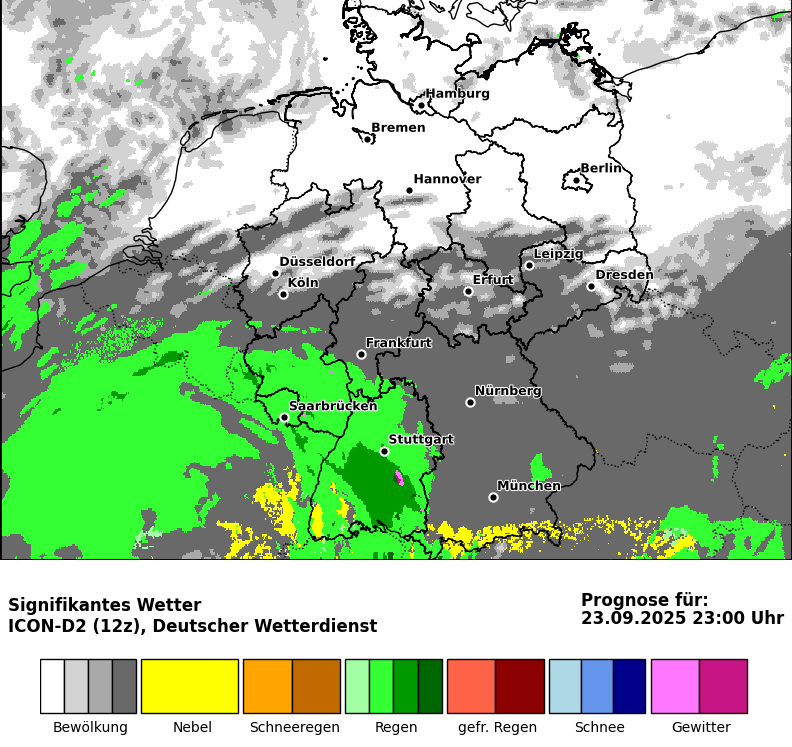 Hamburg
Bremen
Berlin
Hannover
Leipzig
Düsseldorf
Dresden
Erfurt
Köln
Frankfurt
Nürnberg
Saarbrücken
Stuttgart
München
Signifikantes Wetter
ICON-D2 (12z), Deutscher Wetterdienst
Prognose für:
23.09.2025 23:00 Uhr
Bewölkung Nebel Schneeregen Regen gefr. Regen Schnee Gewitter